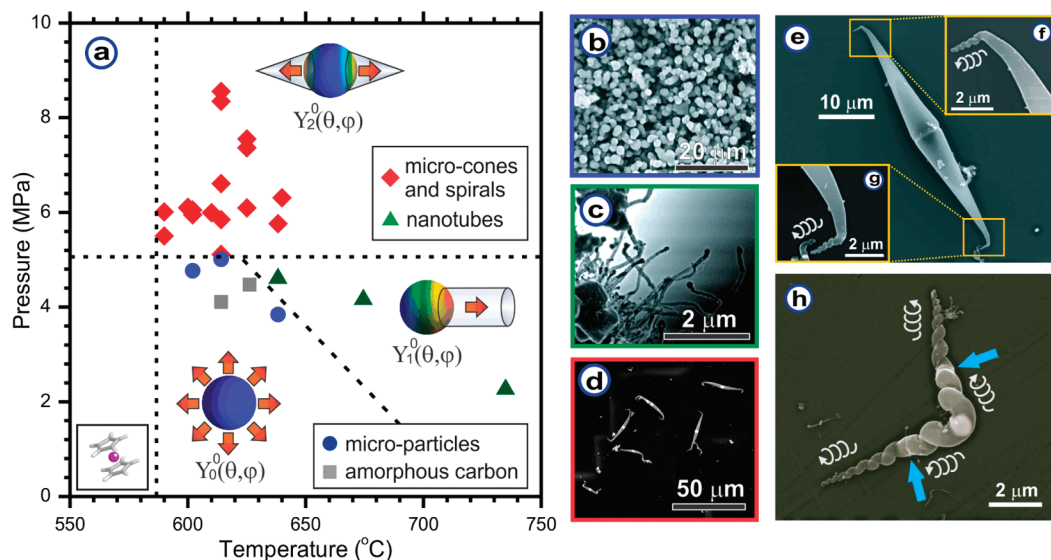 a
10
8
6
4
2
0
Pressure (MPa)
550
600
650
700
750
Temperature (°C)
Y₂⁰(θ,φ)
micro-cones
and spirals
nanotubes
Y₁⁰(θ,φ)
Y₀⁰(θ,φ)
micro-particles
amorphous carbon
b
20 µm
c
2 µm
d
50 µm
e
10 µm
f
2 µm
g
2 µm
h
2 µm